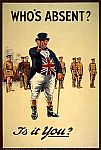 WHO'S ABSENT?
Is it You?